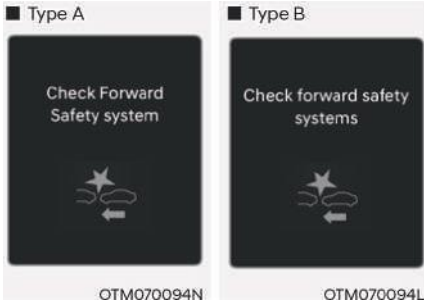 ■ Type A
Check Forward
Safety system
OTM070094N
■ Type B
Check forward safety
systems
OTM070094L